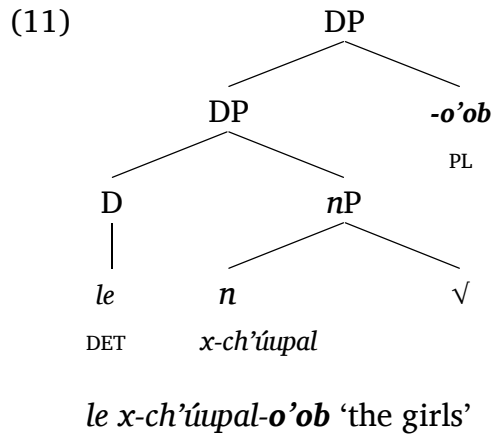 (11) DP
DP -o’ob
PL
D nP
le n √
DET x-ch’úupal
le x-ch’úupal-o’ob ‘the girls’